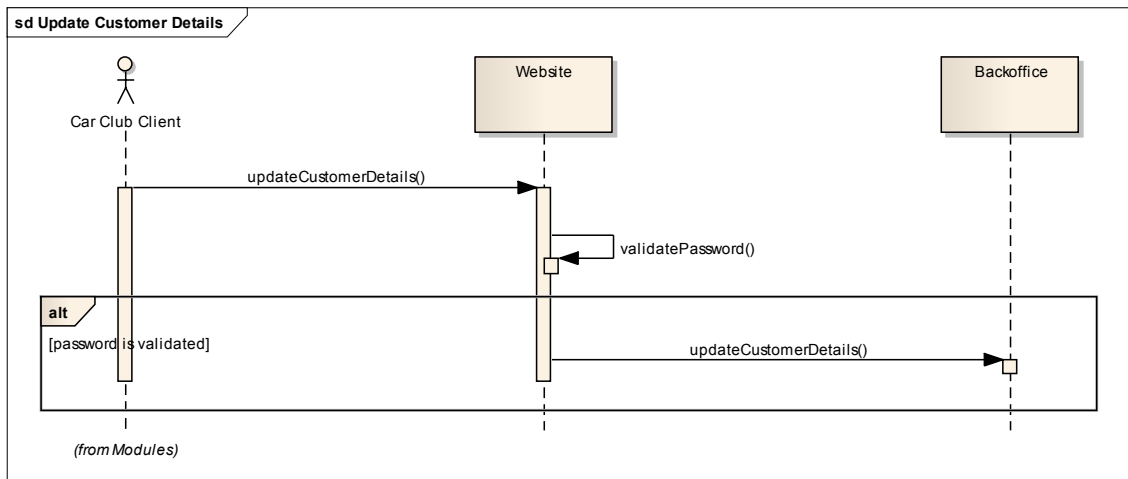 sd Update Customer Details
Car Club Client
Website
Backoffice
updateCustomerDetails()
validatePassword()
alt
[password is validated]
updateCustomerDetails()
(from Modules)